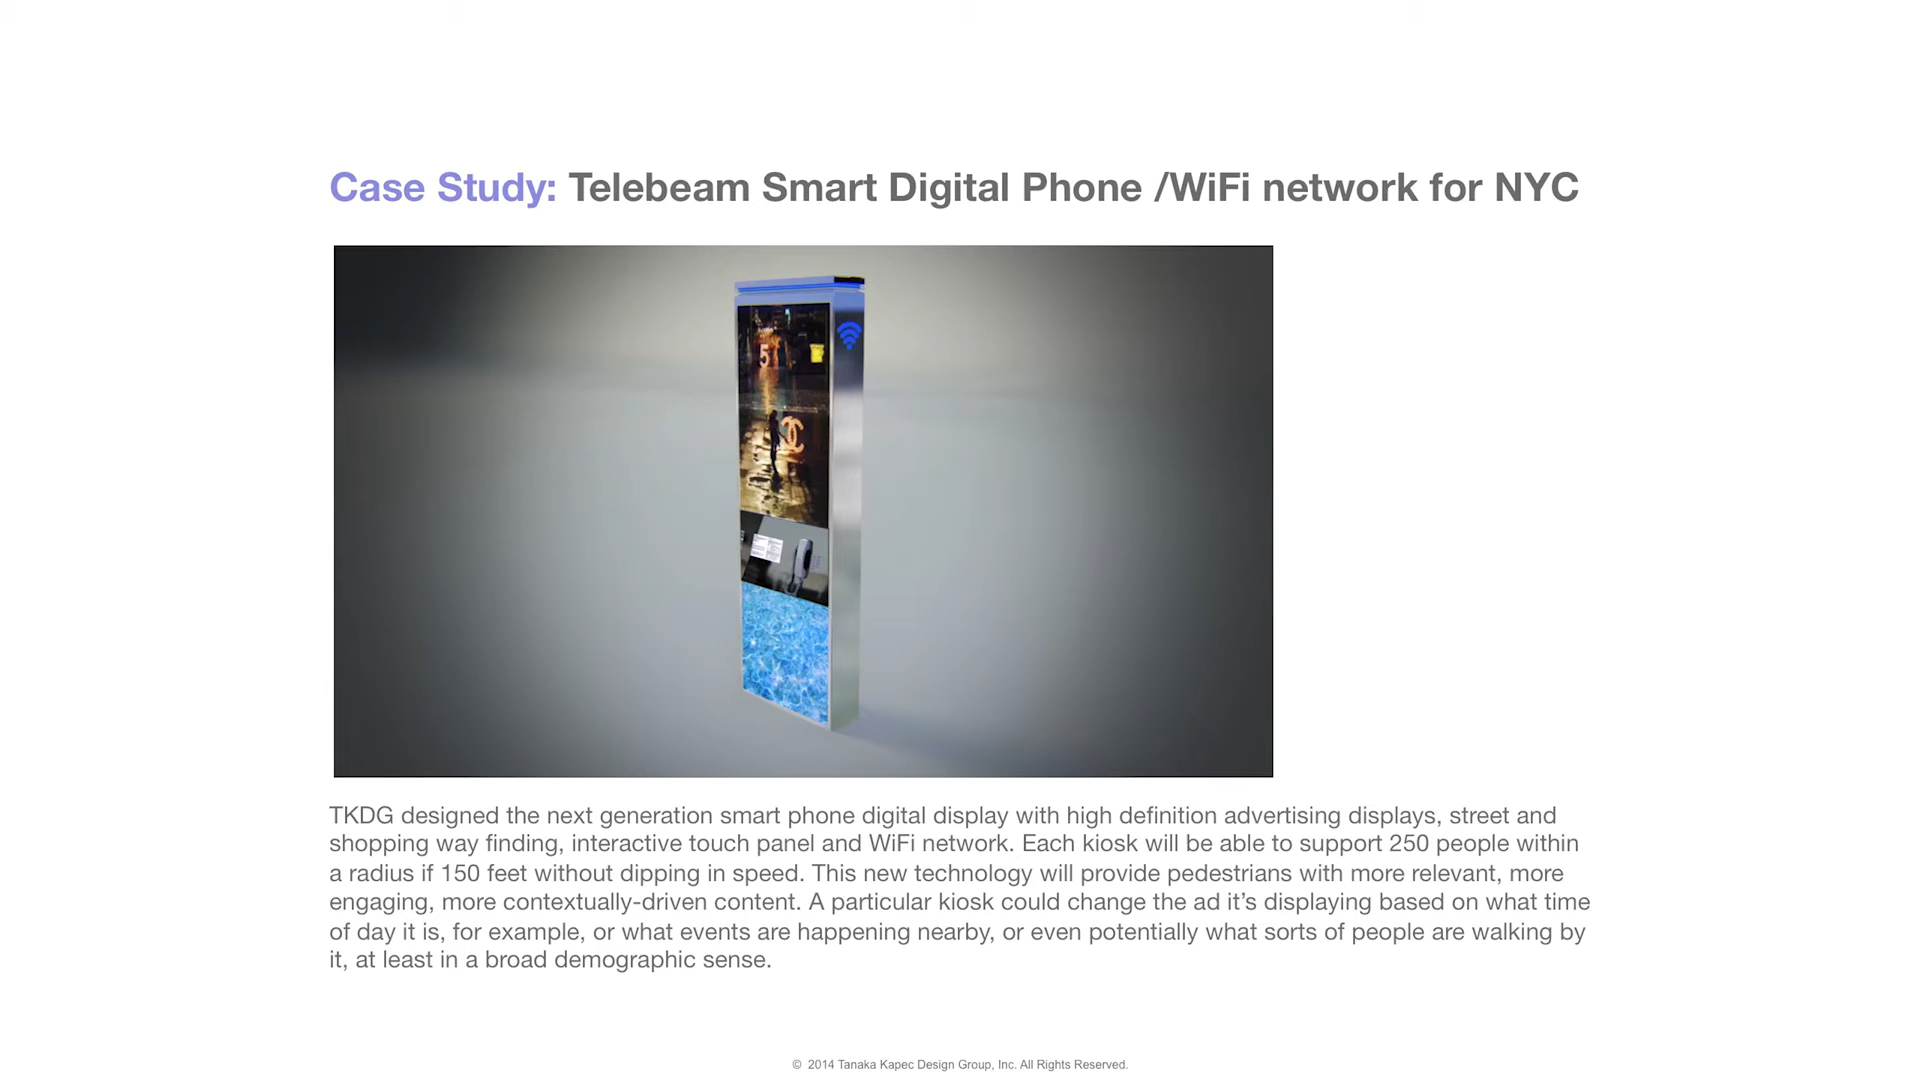 Case Study: Telebeam Smart Digital Phone /WiFi network for NYC
5
TKDG designed the next generation smart phone digital display with high definition advertising displays, street and
shopping way finding, interactive touch panel and WiFi network. Each kiosk will be able to support 250 people within
a radius if 150 feet without dipping in speed. This new technology will provide pedestrians with more relevant, more
engaging, more contextually-driven content. A particular kiosk could change the ad it’s displaying based on what time
of day it is, for example, or what events are happening nearby, or even potentially what sorts of people are walking by
it, at least in a broad demographic sense.
© 2014 Tanaka Kapec Design Group, Inc. All Rights Reserved.